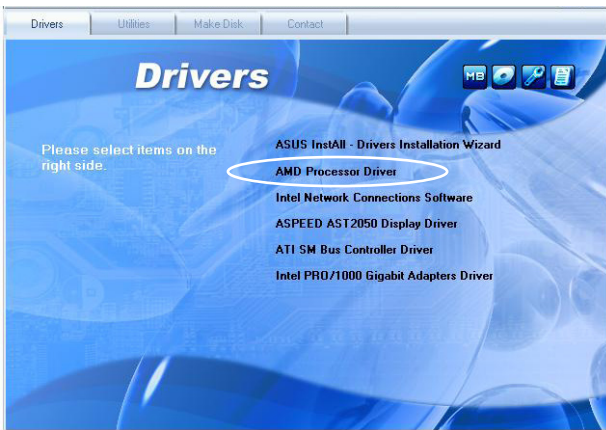 Drivers Utilities Make Disk Contact
Drivers
MB
Please select items on the
right side.
ASUS InstAll - Drivers Installation Wizard
AMD Processor Driver
Intel Network Connections Software
ASPEED AST2050 Display Driver
ATI SM Bus Controller Driver
Intel PRO/1000 Gigabit Adapters Driver